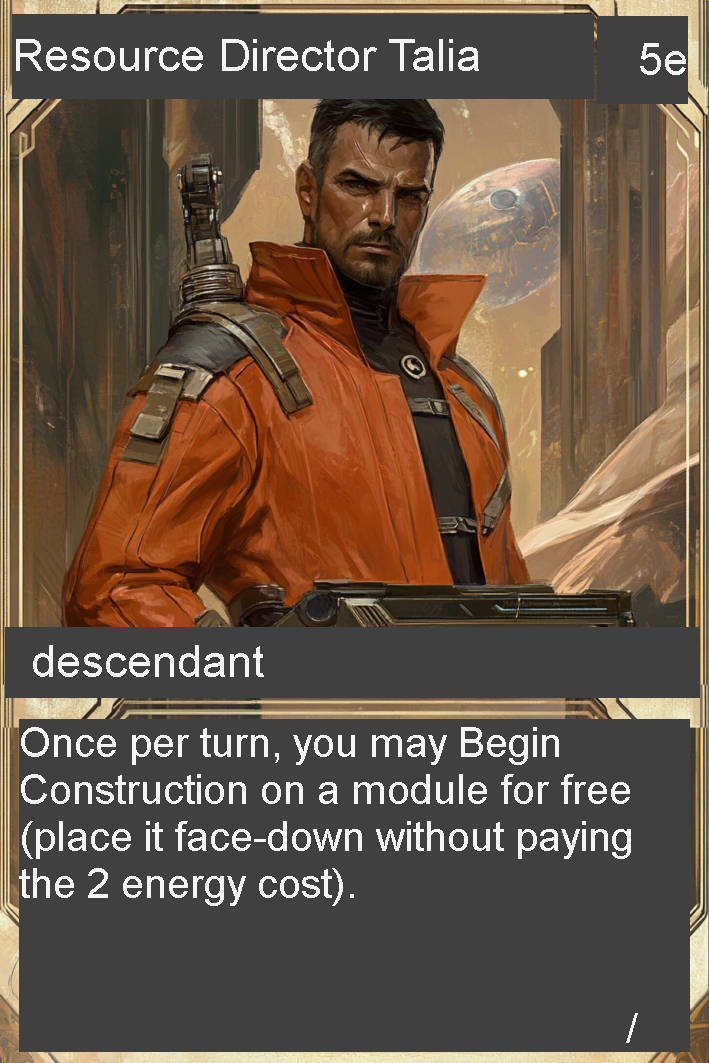 Resource Director Talia
5e
descendant
Once per turn, you may Begin
Construction on a module for free
(place it face-down without paying
the 2 energy cost).
/